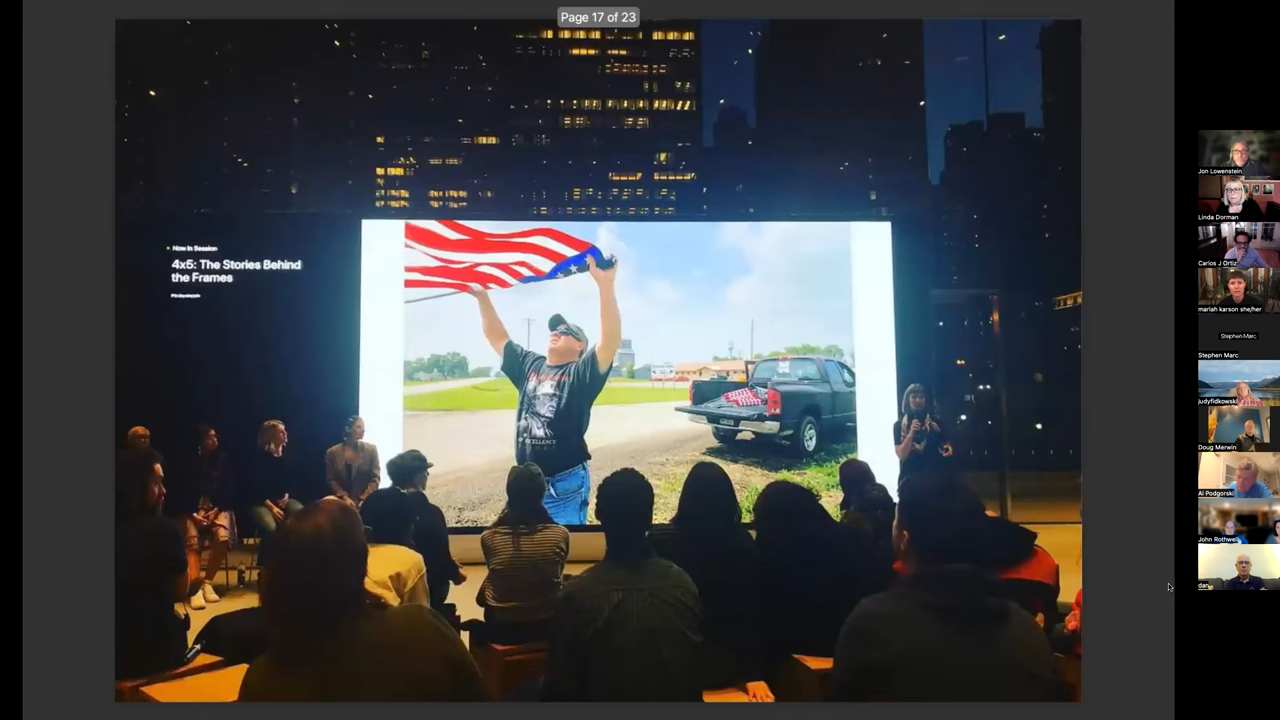 Page 17 of 23
Now In Session
4x5: The Stories Behind
the Frames
EXCELLENCE
Jon Lowenstein
Linda Dorman
Carlos J Ortiz
mariah karson she/her
Stephen Marc
Stephen Marc
judyfidkowski
Doug Merwin
Al Podgorski
John Rothwell
dan